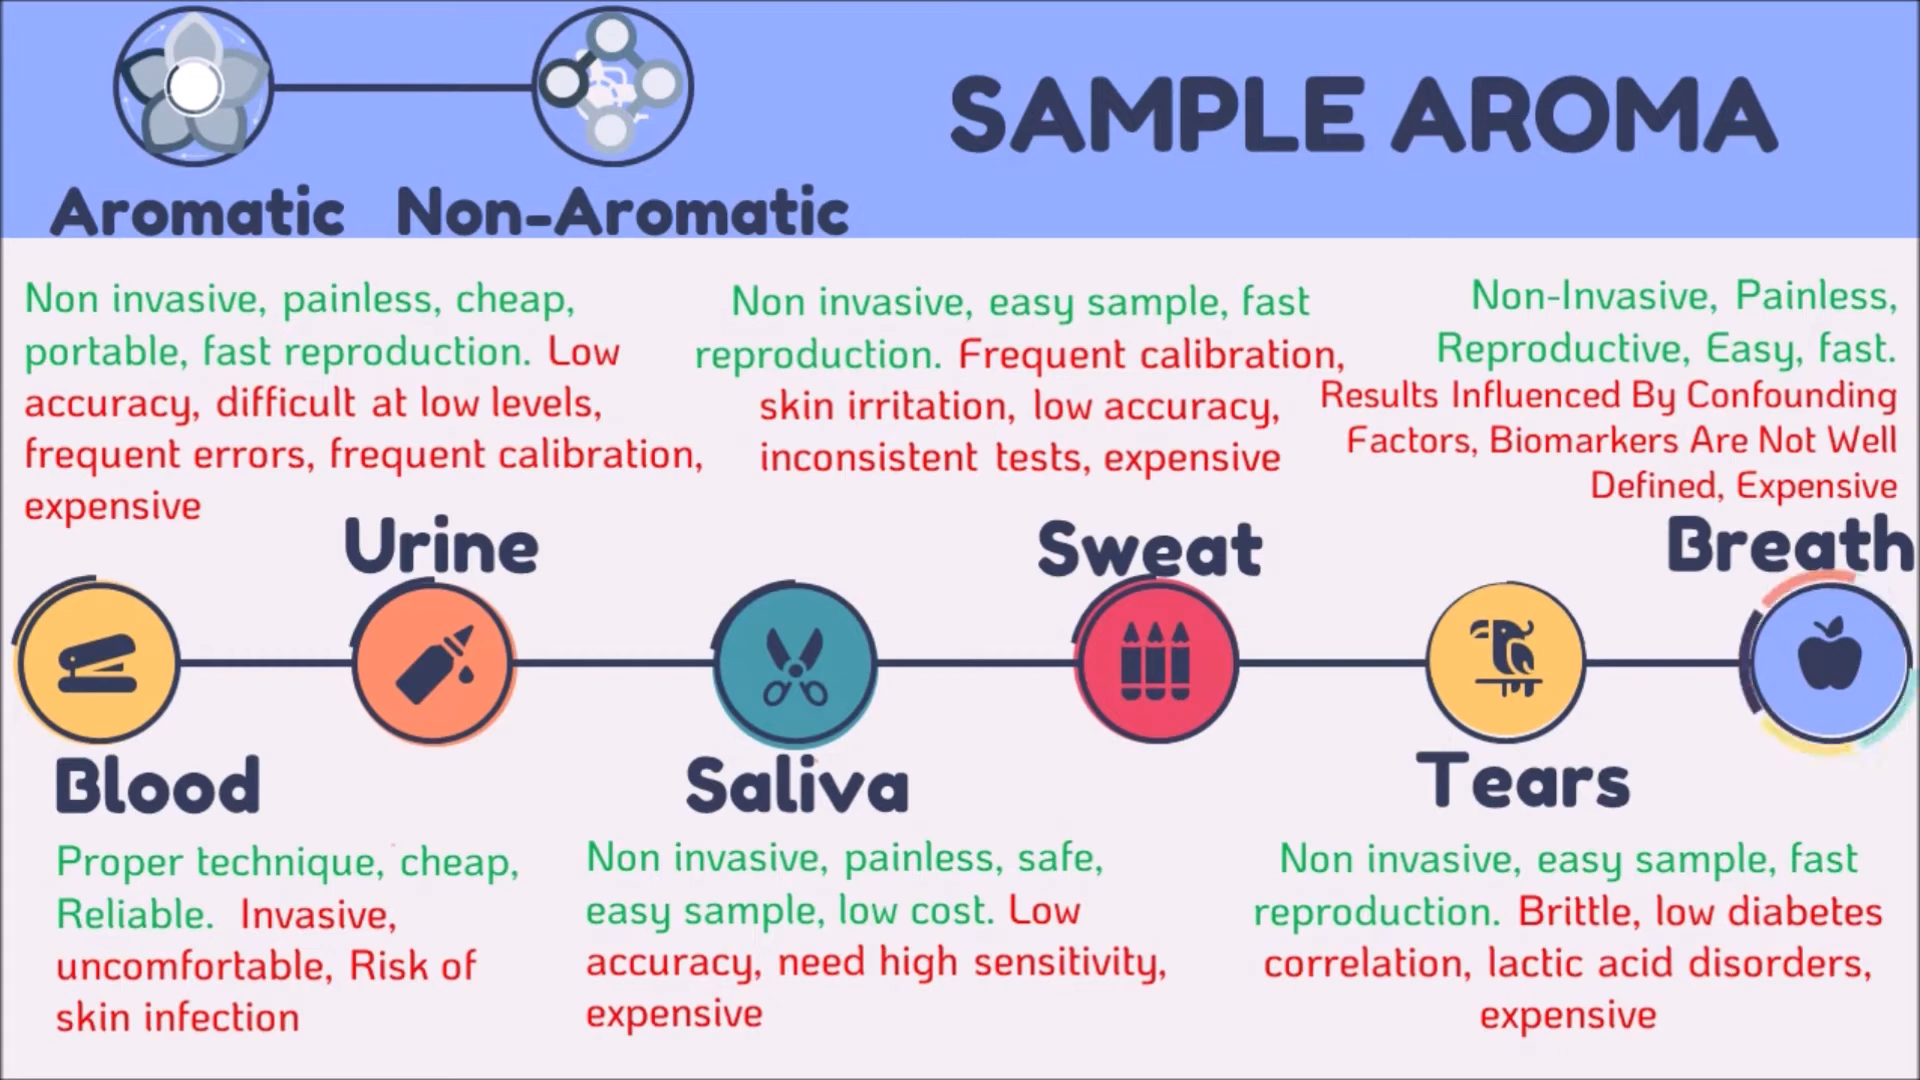 SAMPLE AROMA
Aromatic
Non-Aromatic
Non invasive, painless, cheap,
portable, fast reproduction. Low
accuracy, difficult at low levels,
frequent errors, frequent calibration,
expensive
Urine
Non invasive, easy sample, fast
reproduction. Frequent calibration,
skin irritation, low accuracy,
inconsistent tests, expensive
Sweat
Non-Invasive, Painless,
Reproductive, Easy, fast.
Results Influenced By Confounding
Factors, Biomarkers Are Not Well
Defined, Expensive
Breath
Blood
Proper technique, cheap,
Reliable. Invasive,
uncomfortable, Risk of
skin infection
Saliva
Non invasive, painless, safe,
easy sample, low cost. Low
accuracy, need high sensitivity,
expensive
Tears
Non invasive, easy sample, fast
reproduction. Brittle, low diabetes
correlation, lactic acid disorders,
expensive